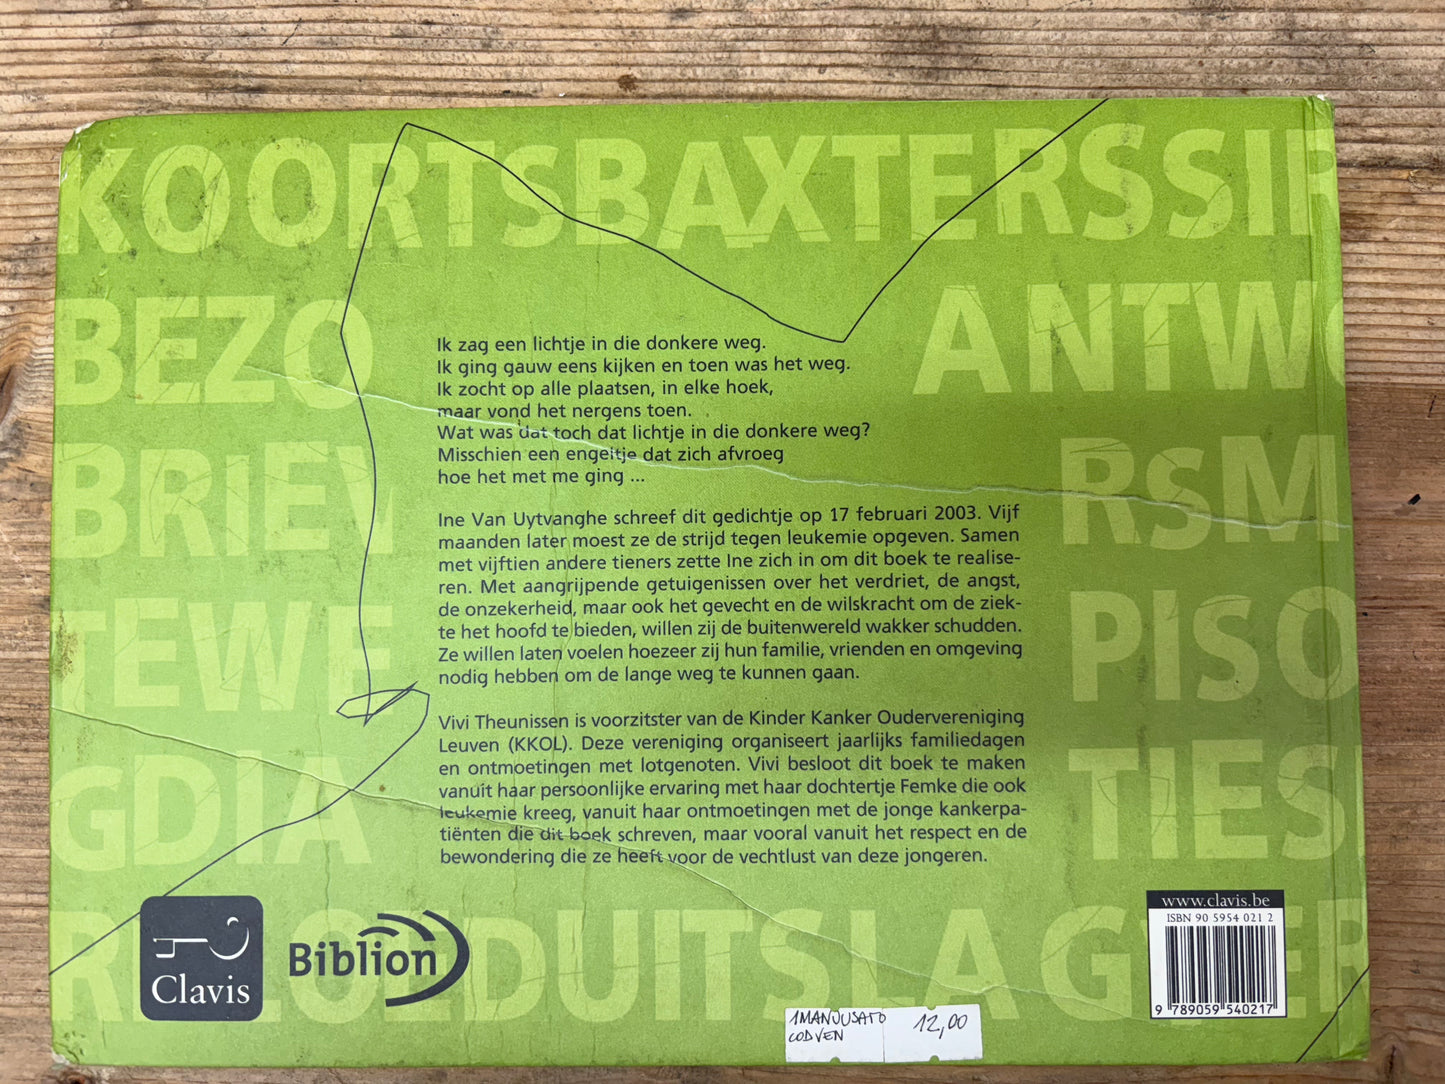 KOORTSBAXTERSSIR
BEZO
ANTWO
BRIEV
RSM
TEWE
PISO
GDIA
TIES
DUITSLAG
Ik zag een lichtje in die donkere weg.
Ik ging gauw eens kijken en toen was het weg.
Ik zocht op alle plaatsen, in elke hoek,
maar vond het nergens toen.
Wat was dat toch dat lichtje in die donkere weg?
Misschien een engeltje dat zich afvroeg
hoe het met me ging ...
Ine Van Uytvanghe schreef dit gedichtje op 17 februari 2003. Vijf
maanden later moest ze de strijd tegen leukemie opgeven. Samen
met vijftien andere tieners zette Ine zich in om dit boek te realise-
ren. Met aangrijpende getuigenissen over het verdriet, de angst,
de onzekerheid, maar ook het gevecht en de wilskracht om de ziek-
te het hoofd te bieden, willen zij de buitenwereld wakker schudden.
Ze willen laten voelen hoezeer zij hun familie, vrienden en omgeving
nodig hebben om de lange weg te kunnen gaan.
Vivi Theunissen is voorzitster van de Kinder Kanker Oudervereniging
Leuven (KKOL). Deze vereniging organiseert jaarlijks familiedagen
en ontmoetingen met lotgenoten. Vivi besloot dit boek te maken
vanuit haar persoonlijke ervaring met haar dochtertje Femke die ook
leukemie kreeg, vanuit haar ontmoetingen met de jonge kankerpa-
tiënten die dit boek schreven, maar vooral vanuit het respect en de
bewondering die ze heeft voor de vechtlust van deze jongeren.
Clavis
Biblion
www.clavis.be
ISBN 90 5954 021 2
9 789059 540217
1MANJUSATO 12,00
CODVEN